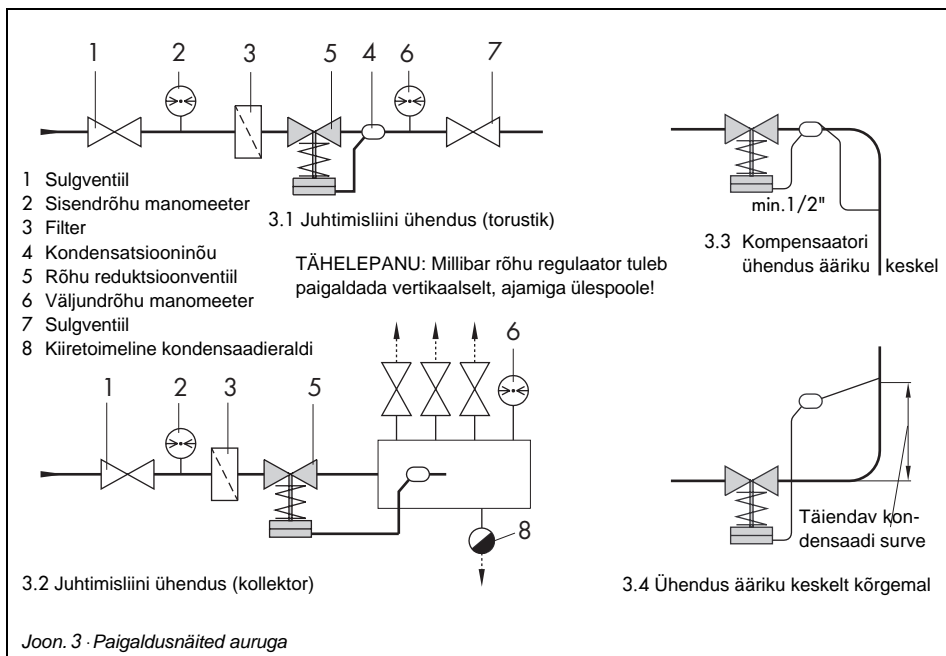 1 2 3 5 4 6 7
1 Sulgventiil
2 Sisendrõhu manomeeter
3 Filter
4 Kondensatsiooninõu
5 Rõhu reduktsioonventiil
6 Väljundrõhu manomeeter
7 Sulgventiil
8 Kiiretoimeline kondensaadieraldi
3.1 Juhtimisliini ühendus (torustik)
TÄHELEPANU: Millibar rõhu regulaator tuleb
paigaldada vertikaalselt, ajamiga ülespoole!
min.1/2"
3.3 Kompensaatori
ühendus ääriku keskel
1 2 3 5 6
8
3.2 Juhtimisliini ühendus (kollektor)
Täiendav kon-
densaadi surve
3.4 Ühendus ääriku keskelt kõrgemal
Joon. 3 · Paigaldusnäited auruga